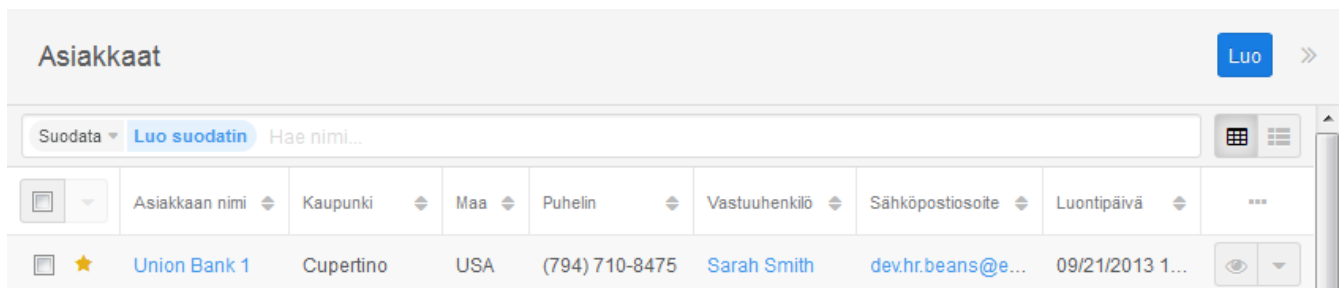 Asiakkaat Luo
Suodata Luo suodatin Hae nimi...
Asiakkaan nimi Kaupunki Maa Puhelin Vastuuhenkilö Sähköpostiosoite Luontipäivä
Union Bank 1 Cupertino USA (794) 710-8475 Sarah Smith dev.hr.beans@e... 09/21/2013 1...